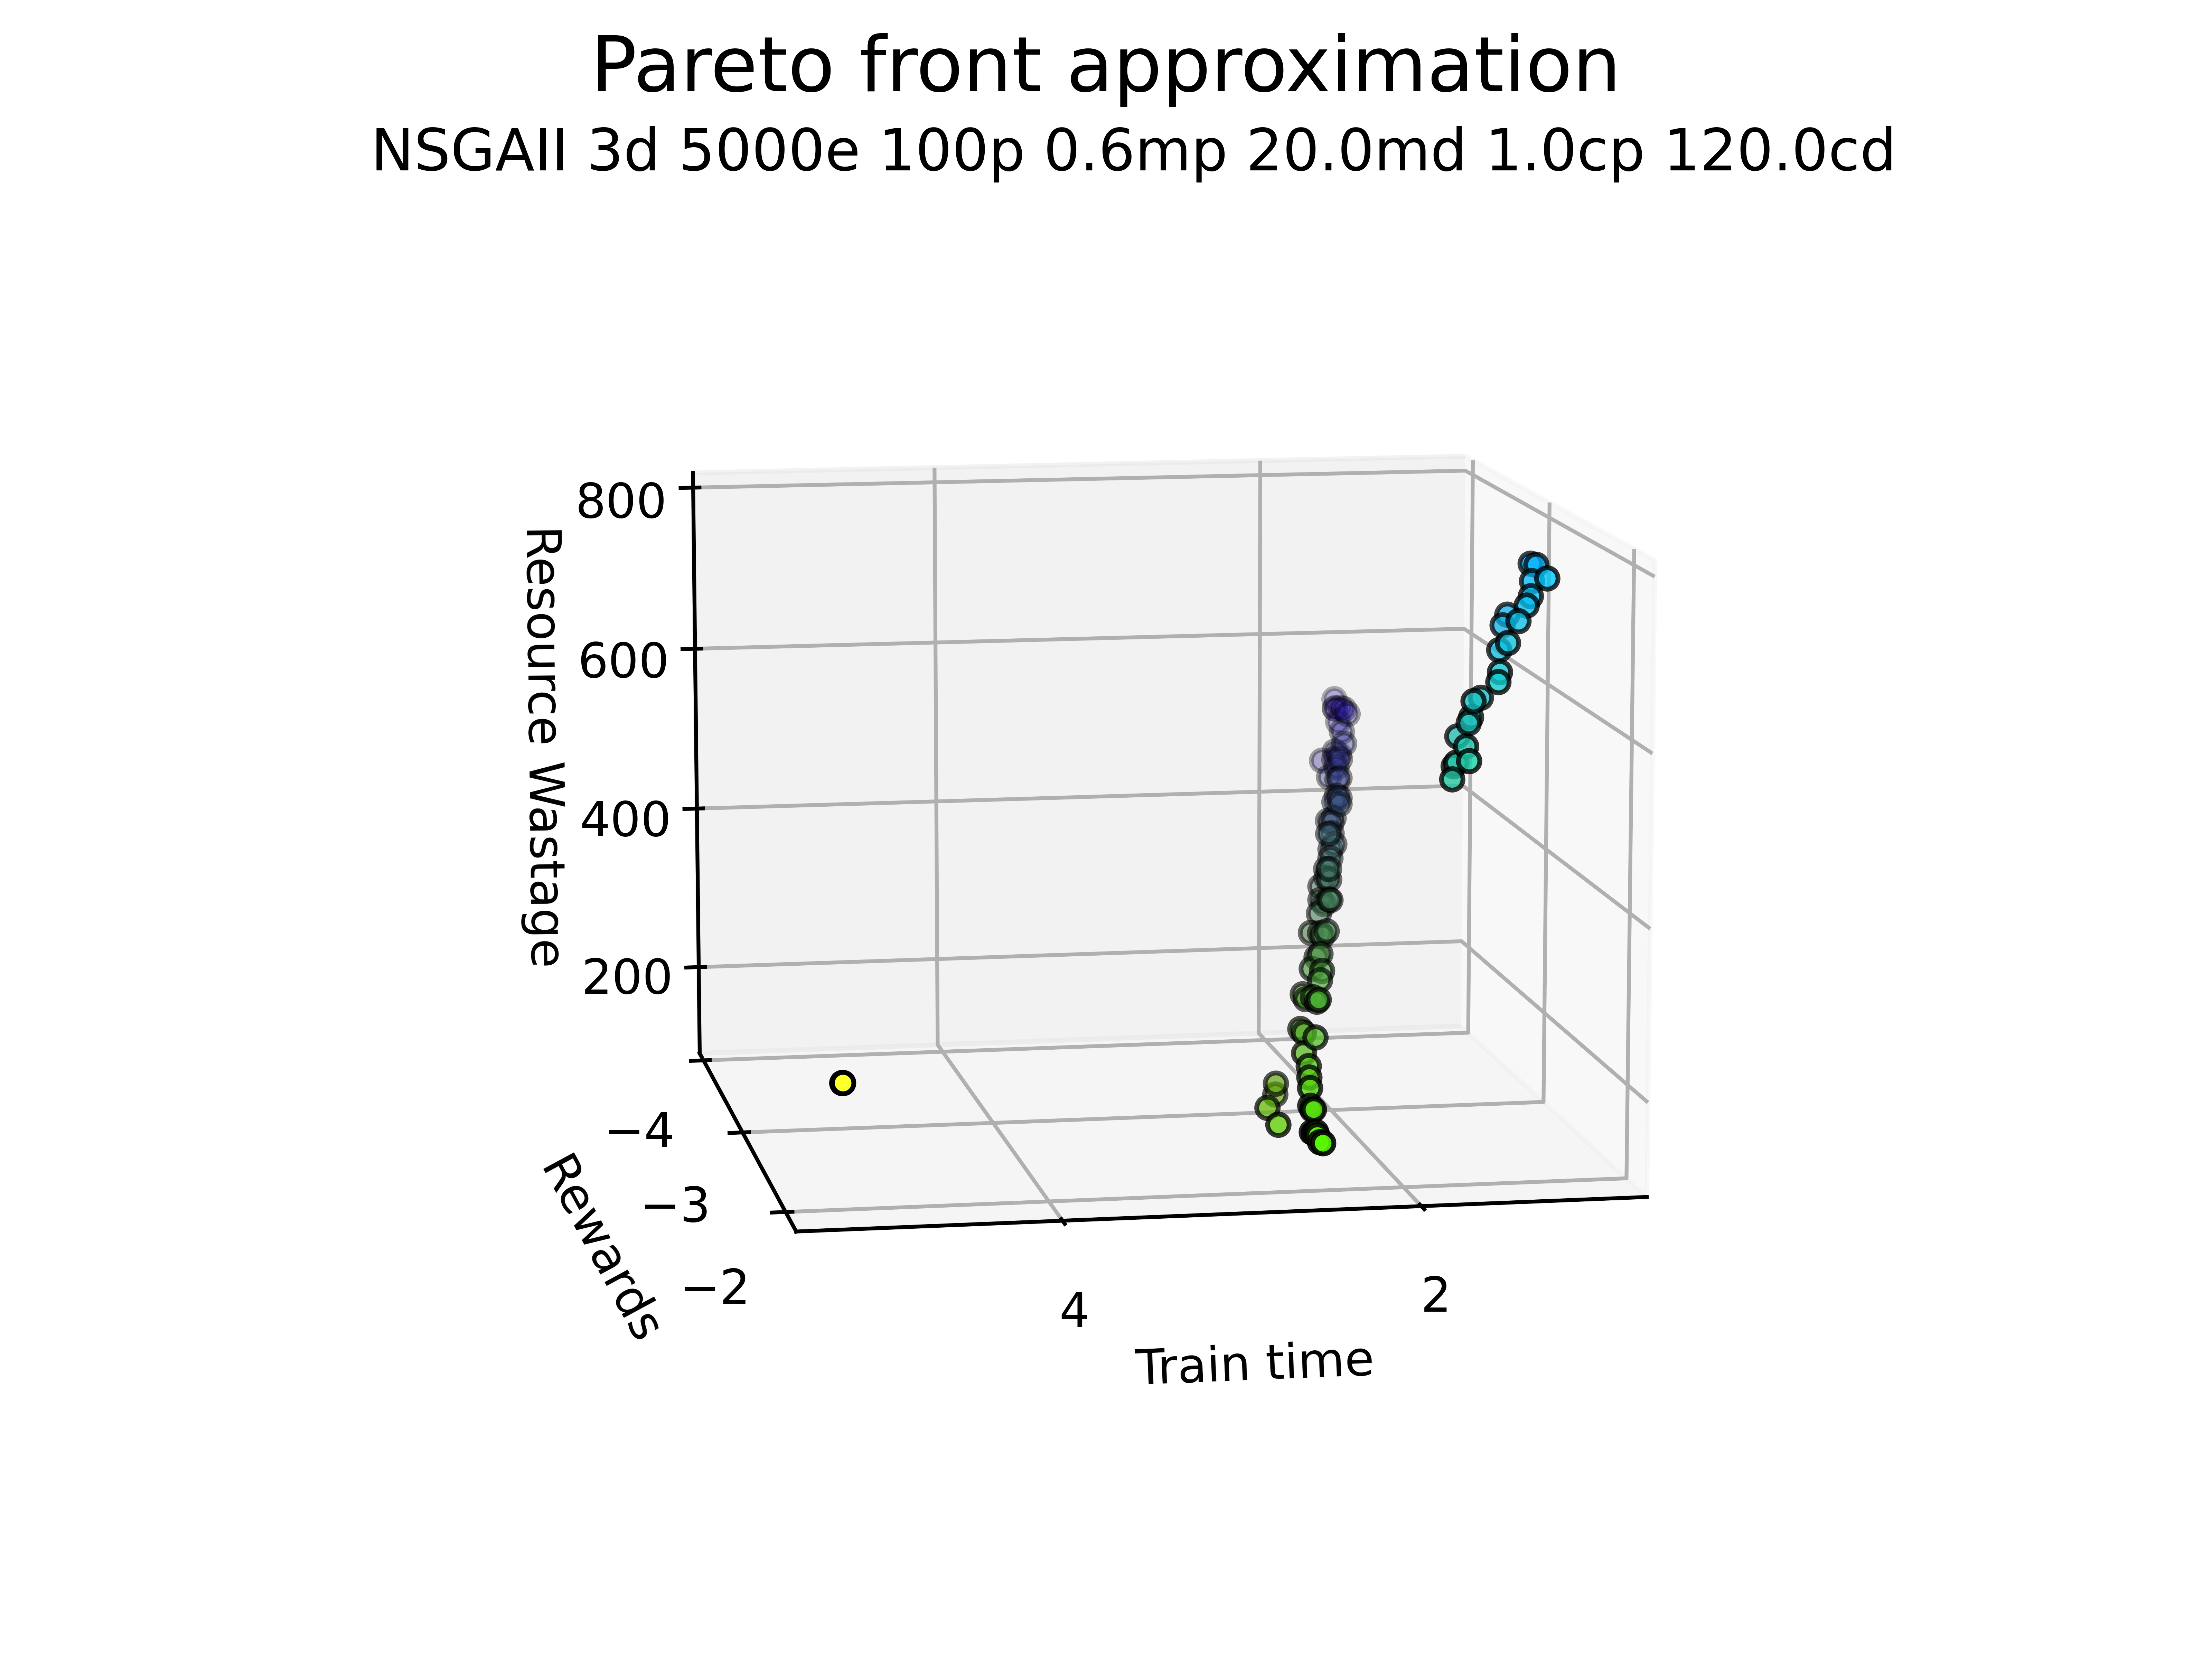 Pareto front approximation
NSGAII 3d 5000e 100p 0.6mp 20.0md 1.0cp 120.0cd
800
600
400
200
Ressource Wastage
−4
−3
−2
Rewards
4
2
Train time